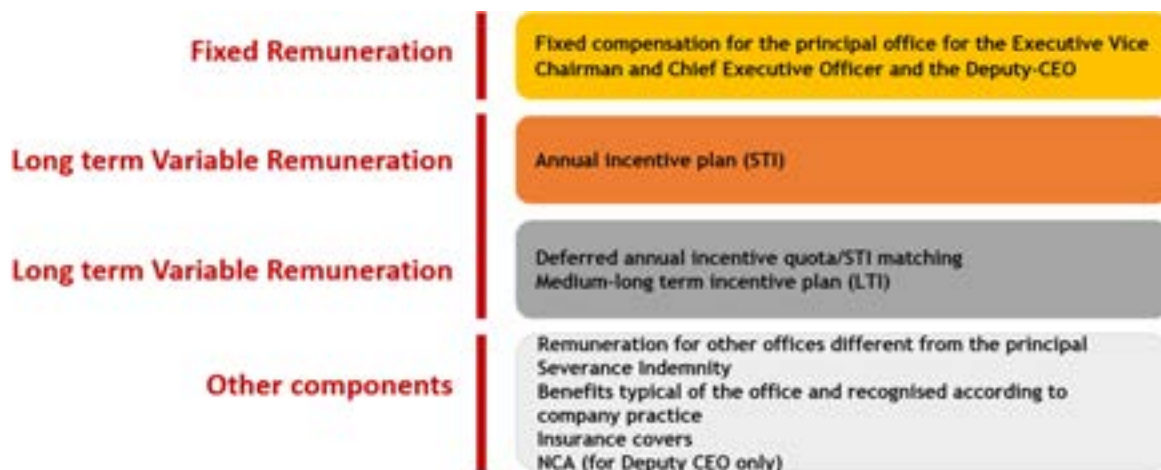 Fixed Remuneration
Fixed compensation for the principal office for the Executive Vice
Chairman and Chief Executive Officer and the Deputy-CEO
Long term Variable Remuneration
Annual incentive plan (STI)
Long term Variable Remuneration
Deferred annual incentive quota/STI matching
Medium-long term incentive plan (LTI)
Other components
Remuneration for other offices different from the principal
Severance Indemnity
Benefits typical of the office and recognised according to
company practice
Insurance covers
NCA (for Deputy CEO only)